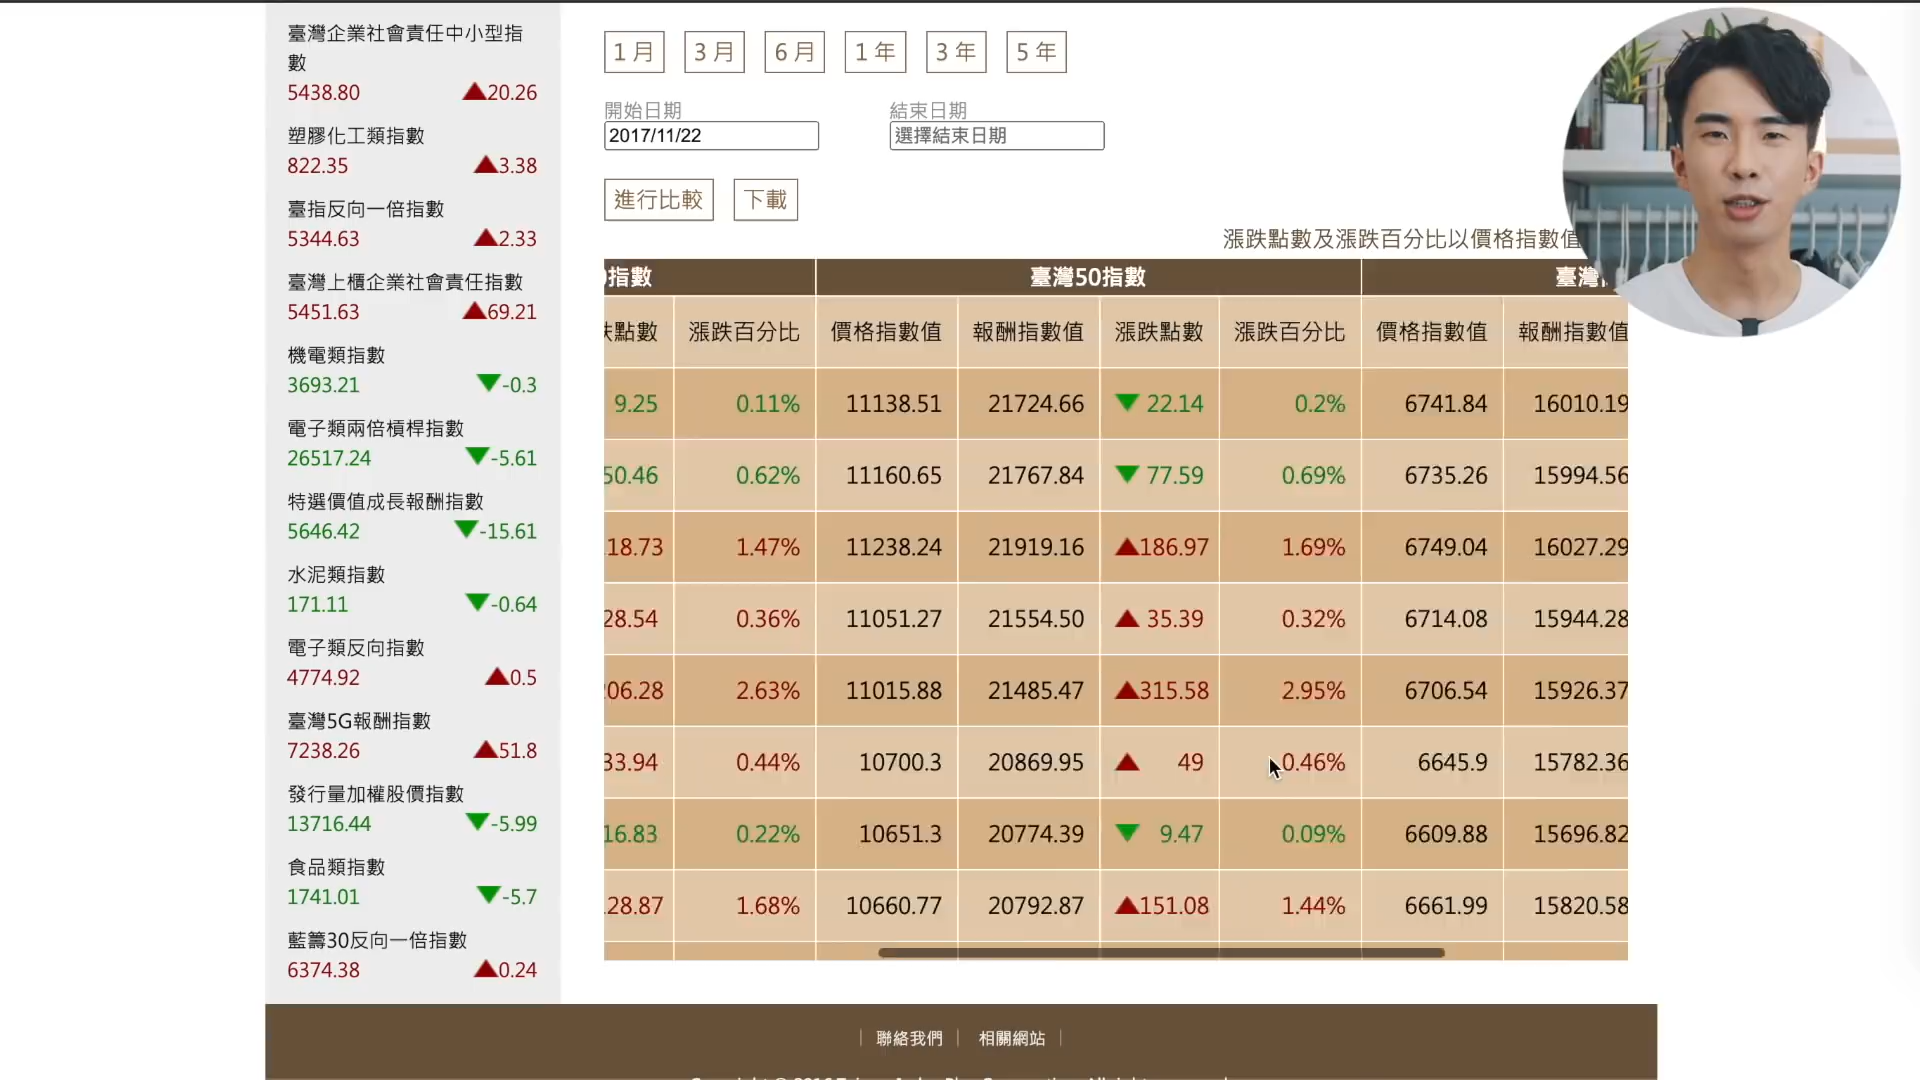 臺灣企業社會責任中小型指
數
5438.80 ▲20.26
塑膠化工類指數
822.35 ▲3.38
臺指反向一倍指數
5344.63 ▲2.33
臺灣上櫃企業社會責任指數
5451.63 ▲69.21
機電類指數
3693.21 ▼-0.3
電子類兩倍槓桿指數
26517.24 ▼-5.61
特選價值成長報酬指數
5646.42 ▼-15.61
水泥類指數
171.11 ▼-0.64
電子類反向指數
4774.92 ▲0.5
臺灣5G報酬指數
7238.26 ▲51.8
發行量加權股價指數
13716.44 ▼-5.99
食品類指數
1741.01 ▼-5.7
藍籌30反向一倍指數
6374.38 ▲0.24
1月 3月 6月 1年 3年 5年
開始日期 結束日期
2017/11/22 選擇結束日期
進行比較 下載
漲跌點數及漲跌百分比以價格指數值
指數 臺灣50指數 臺灣
點數 漲跌百分比 價格指數值 報酬指數值 漲跌點數 漲跌百分比 價格指數值 報酬指數值
9.25 0.11% 11138.51 21724.66 ▼ 22.14 0.2% 6741.84 16010.19
50.46 0.62% 11160.65 21767.84 ▼ 77.59 0.69% 6735.26 15994.56
18.73 1.47% 11238.24 21919.16 ▲186.97 1.69% 6749.04 16027.29
28.54 0.36% 11051.27 21554.50 ▲ 35.39 0.32% 6714.08 15944.28
06.28 2.63% 11015.88 21485.47 ▲315.58 2.95% 6706.54 15926.37
33.94 0.44% 10700.3 20869.95 ▲ 49 0.46% 6645.9 15782.36
16.83 0.22% 10651.3 20774.39 ▼ 9.47 0.09% 6609.88 15696.82
28.87 1.68% 10660.77 20792.87 ▲151.08 1.44% 6661.99 15820.58
| 聯絡我們 | 相關網站 |